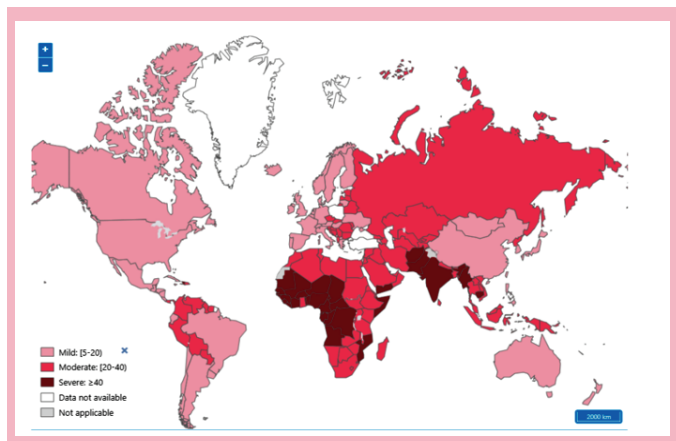 +
−
Mild: [5-20)
Moderate: [20-40)
Severe: ≥40
Data not available
Not applicable
2000 km